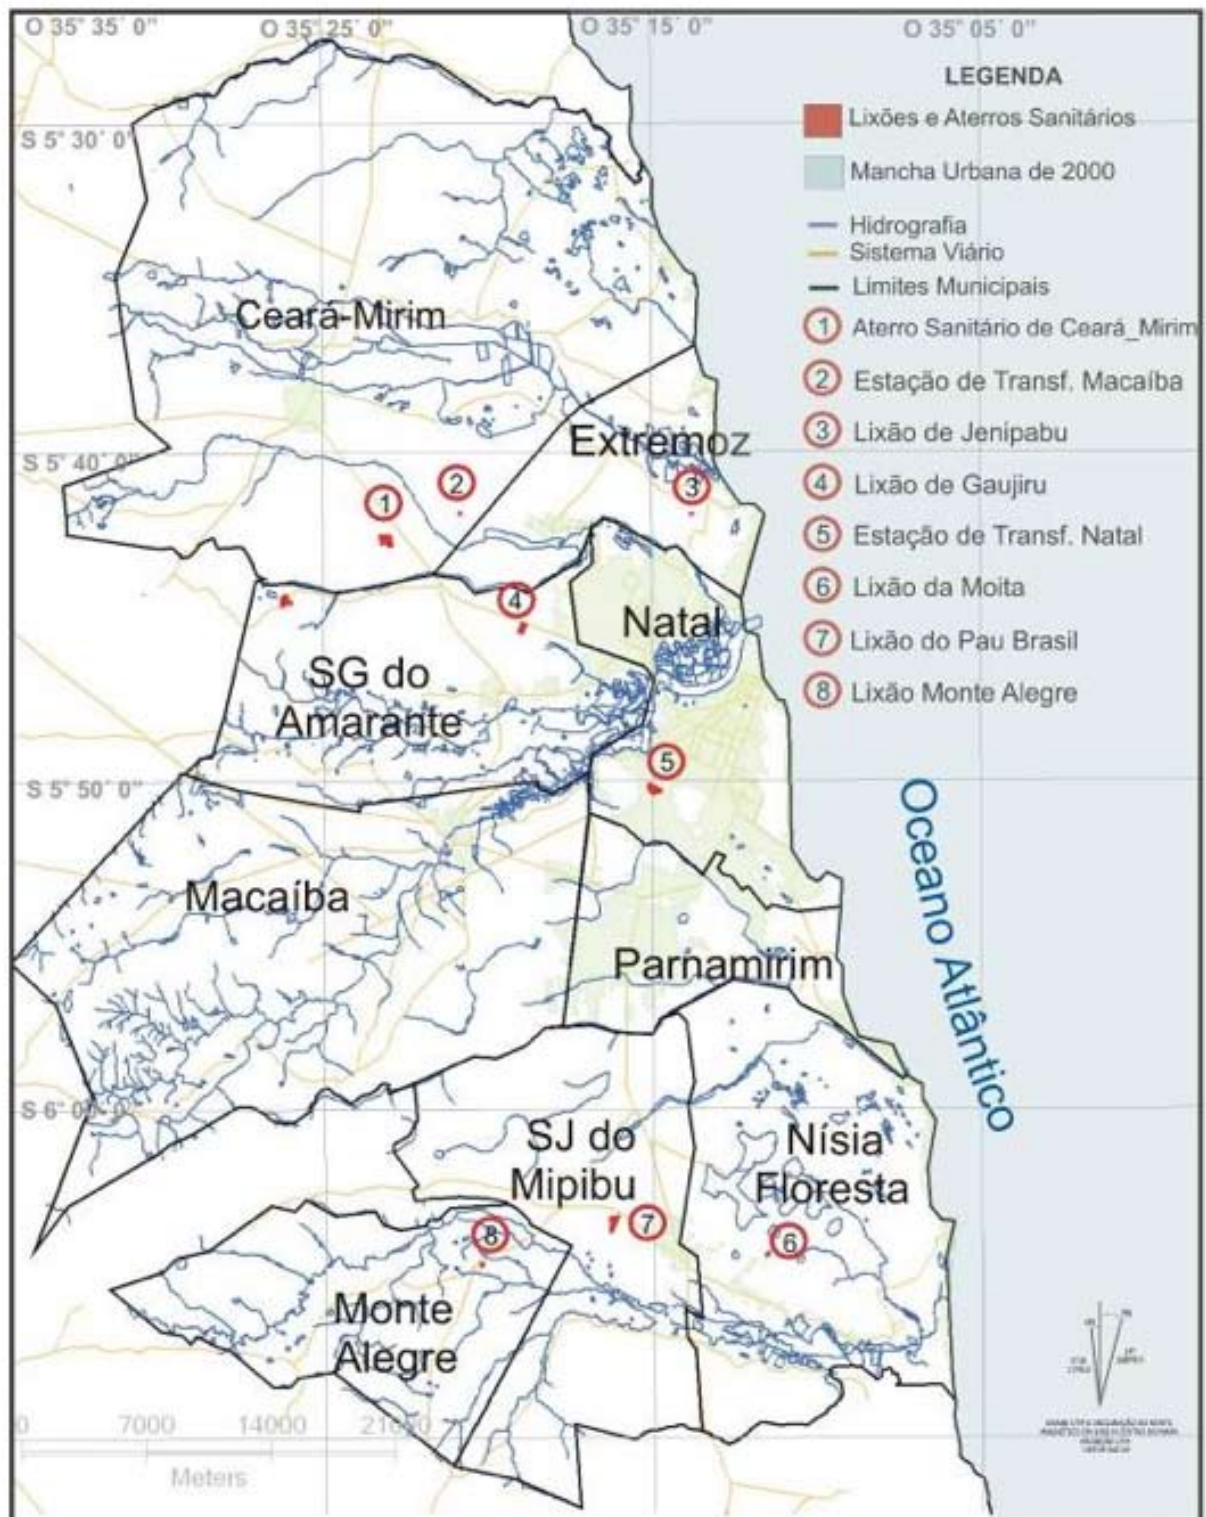 O 35° 35´ 0´´
O 35° 25´ 0´´
O 35° 15´ 0´´
O 35° 05´ 0´´
LEGENDA
Lixões e Aterros Sanitários
Mancha Urbana de 2000
Hidrografia
Sistema Viário
Limites Municipais
1 Aterro Sanitário de Ceará_Mirim
2 Estação de Transf. Macaíba
3 Lixão de Jenipabu
4 Lixão de Gaujiru
5 Estação de Transf. Natal
6 Lixão da Moita
7 Lixão do Pau Brasil
8 Lixão Monte Alegre
S 5° 30´ 0´´
Ceará-Mirim
Extremoz
S 5° 40´ 0´´
1
2
3
4
Natal
SG do
Amarante
5
S 5° 50´ 0´´
Macaíba
Parnamirim
Oceano Atlântico
S 6° 00´ 0´´
SJ do
Mipibu
Nísia
Floresta
7
6
8
Monte
Alegre
0 7000 14000 21000
Meters